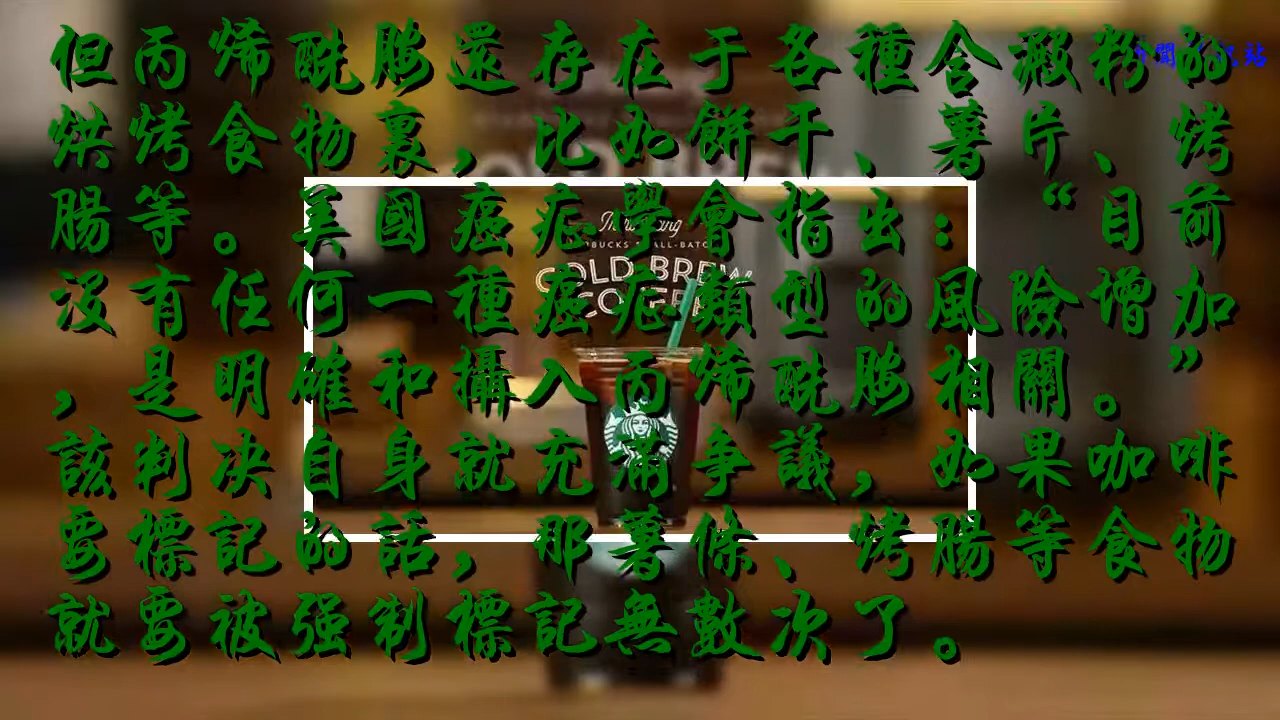 但丙烯酰胺還存在于各種含澱粉的
烘烤食物裏，比如餅干、薯片、烤
腸等。美國癌症學會指出：“目前
沒有任何一種癌症類型的風險增加
，是明確和攝入丙烯酰胺相關。”
該判决自身就充滿爭議，如果咖啡
要標記的話，那薯條、烤腸等食物
就要被强制標記無數次了。
COLD BREW
COFFEE